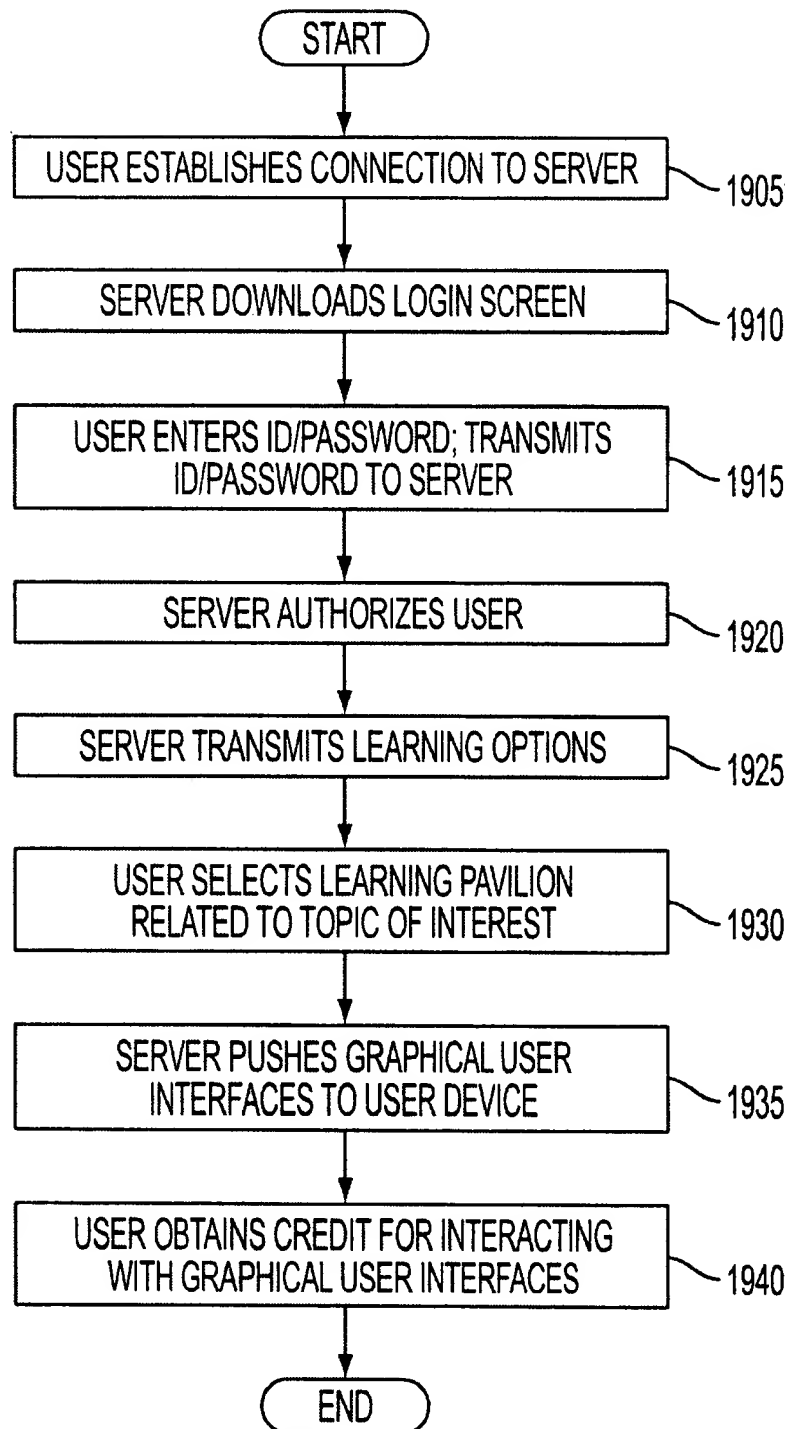 START
USER ESTABLISHES CONNECTION TO SERVER
1905
SERVER DOWNLOADS LOGIN SCREEN
1910
USER ENTERS ID/PASSWORD; TRANSMITS
ID/PASSWORD TO SERVER
1915
SERVER AUTHORIZES USER
1920
SERVER TRANSMITS LEARNING OPTIONS
1925
USER SELECTS LEARNING PAVILION
RELATED TO TOPIC OF INTEREST
1930
SERVER PUSHES GRAPHICAL USER
INTERFACES TO USER DEVICE
1935
USER OBTAINS CREDIT FOR INTERACTING
WITH GRAPHICAL USER INTERFACES
1940
END